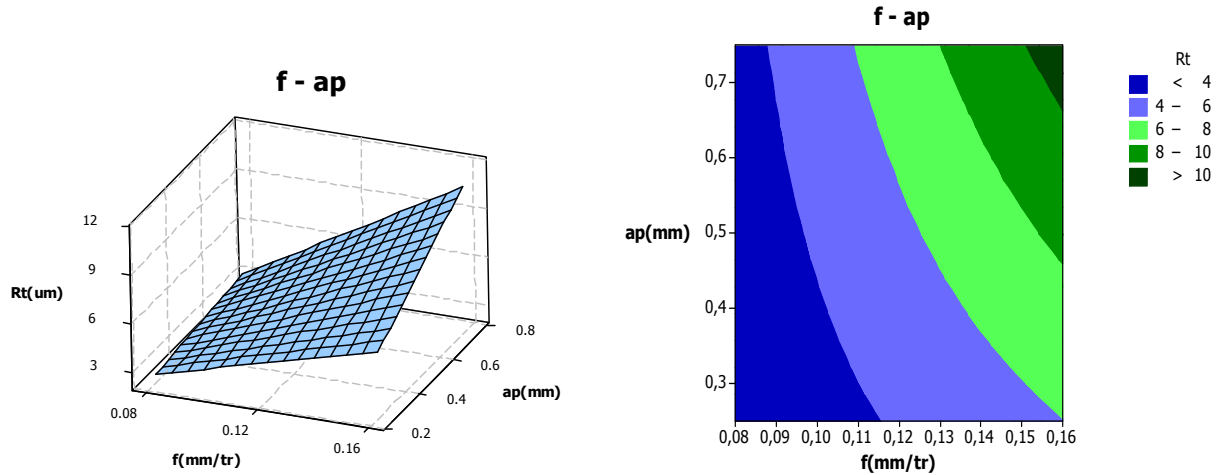 f - ap
12
9
Rt(um)
6
3
0.08
0.12
0.16
f(mm/tr)
0.2
0.4
0.6
0.8
ap(mm)
f - ap
0,7
0,6
0,5
ap(mm)
0,4
0,3
0,08 0,09 0,10 0,11 0,12 0,13 0,14 0,15 0,16
f(mm/tr)
Rt
< 4
4 – 6
6 – 8
8 – 10
> 10